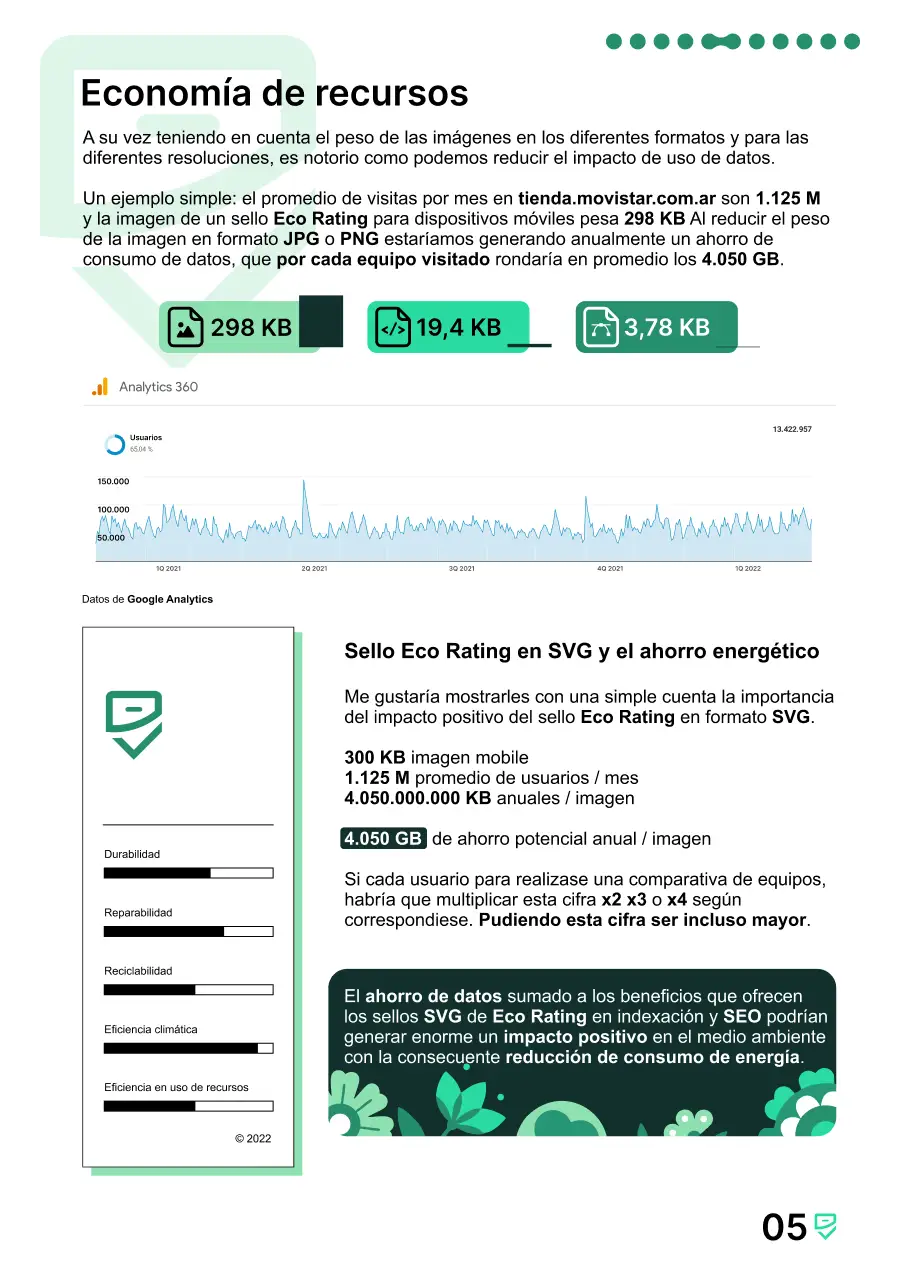 Economía de recursos
A su vez teniendo en cuenta el peso de las imágenes en los diferentes formatos y para las
diferentes resoluciones, es notorio como podemos reducir el impacto de uso de datos.
Un ejemplo simple: el promedio de visitas por mes en tienda.movistar.com.ar son 1.125 M
y la imagen de un sello Eco Rating para dispositivos móviles pesa 298 KB Al reducir el peso
de la imagen en formato JPG o PNG estaríamos generando anualmente un ahorro de
consumo de datos, que por cada equipo visitado rondaría en promedio los 4.050 GB.
298 KB
19,4 KB
3,78 KB
Analytics 360
13.422.957
Usuarios
65,04 %
150.000
100.000
50.000
1Q 2021
2Q 2021
3Q 2021
4Q 2021
1Q 2022
Datos de Google Analytics
Durabilidad
Reparabilidad
Reciclabilidad
Eficiencia climática
Eficiencia en uso de recursos
© 2022
Sello Eco Rating en SVG y el ahorro energético
Me gustaría mostrarles con una simple cuenta la importancia
del impacto positivo del sello Eco Rating en formato SVG.
300 KB imagen mobile
1.125 M promedio de usuarios / mes
4.050.000.000 KB anuales / imagen
4.050 GB de ahorro potencial anual / imagen
Si cada usuario para realizase una comparativa de equipos,
habría que multiplicar esta cifra x2 x3 o x4 según
correspondiese. Pudiendo esta cifra ser incluso mayor.
El ahorro de datos sumado a los beneficios que ofrecen
los sellos SVG de Eco Rating en indexación y SEO podrían
generar enorme un impacto positivo en el medio ambiente
con la consecuente reducción de consumo de energía.
05